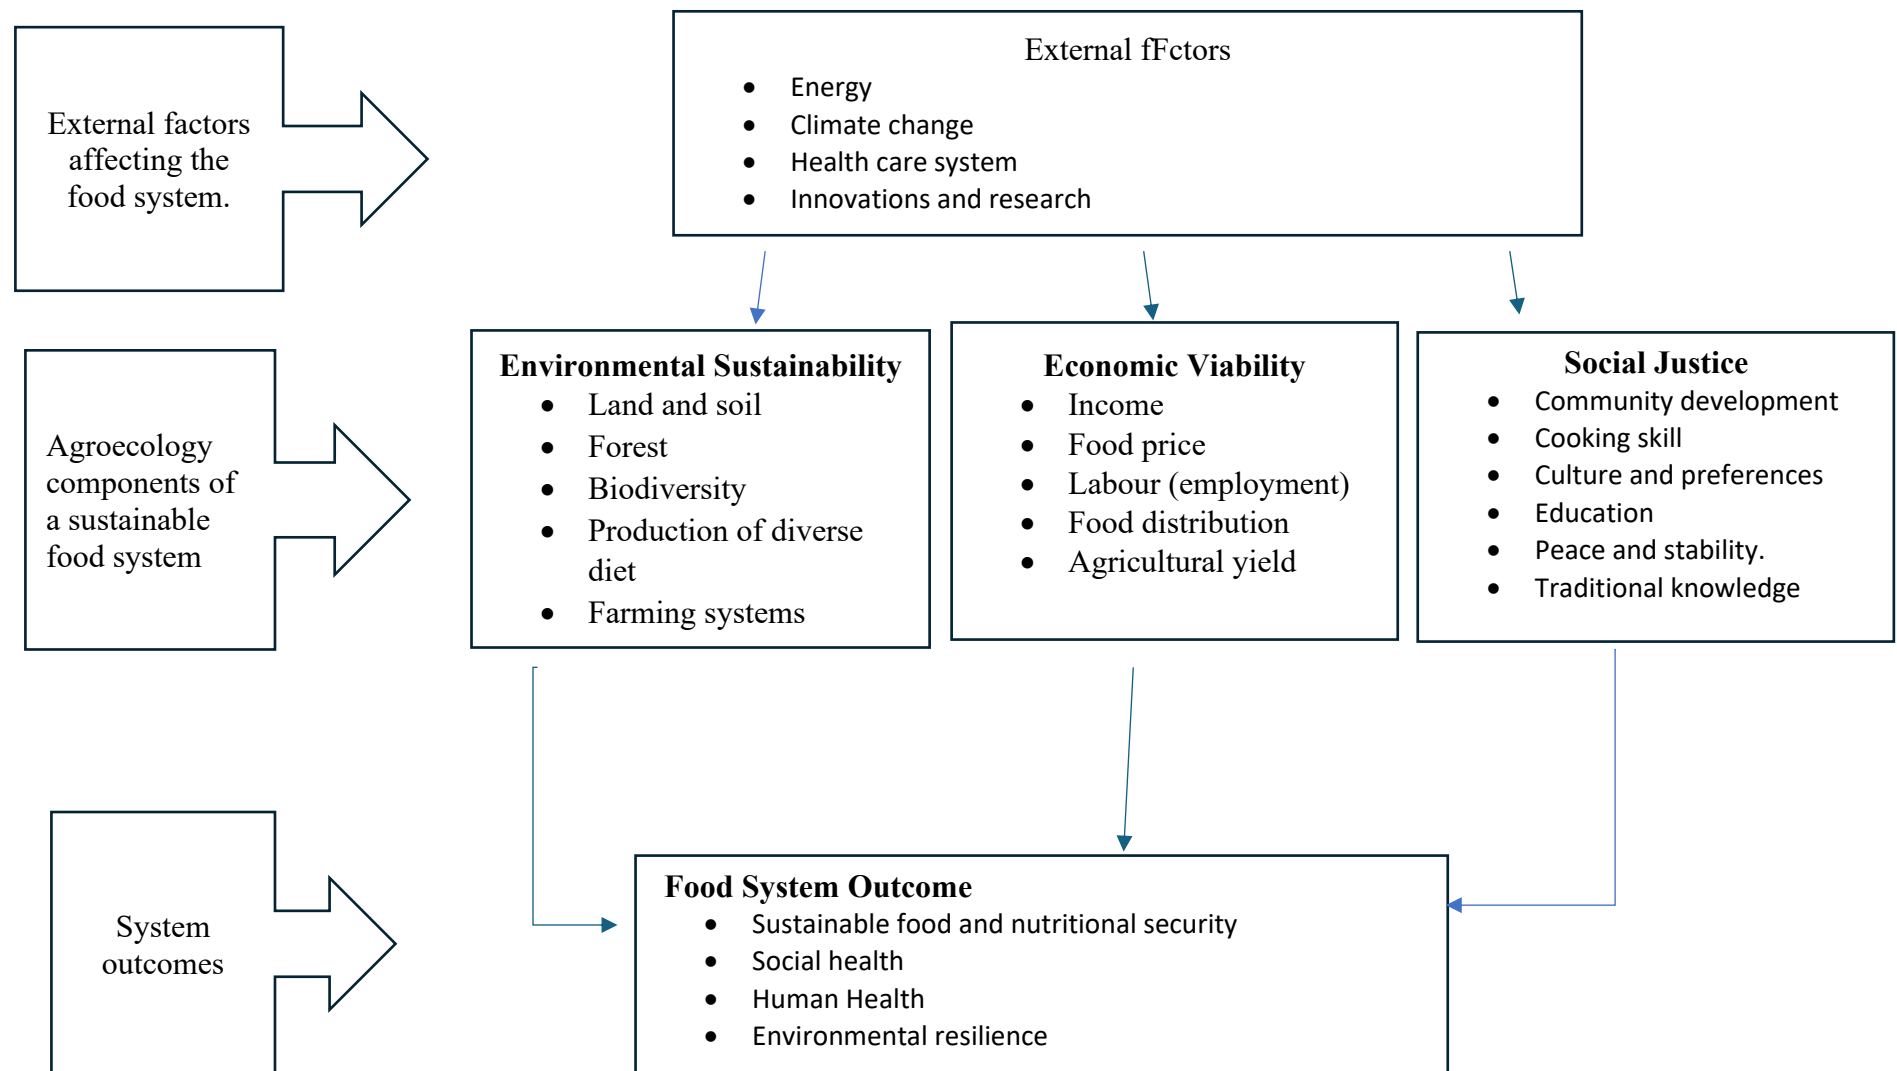 External factors
affecting the
food system.
External fFctors
• Energy
• Climate change
• Health care system
• Innovations and research
Agroecology
components of
a sustainable
food system
Environmental Sustainability
• Land and soil
• Forest
• Biodiversity
• Production of diverse
diet
• Farming systems
Economic Viability
• Income
• Food price
• Labour (employment)
• Food distribution
• Agricultural yield
Social Justice
• Community development
• Cooking skill
• Culture and preferences
• Education
• Peace and stability.
• Traditional knowledge
System
outcomes
Food System Outcome
• Sustainable food and nutritional security
• Social health
• Human Health
• Environmental resilience